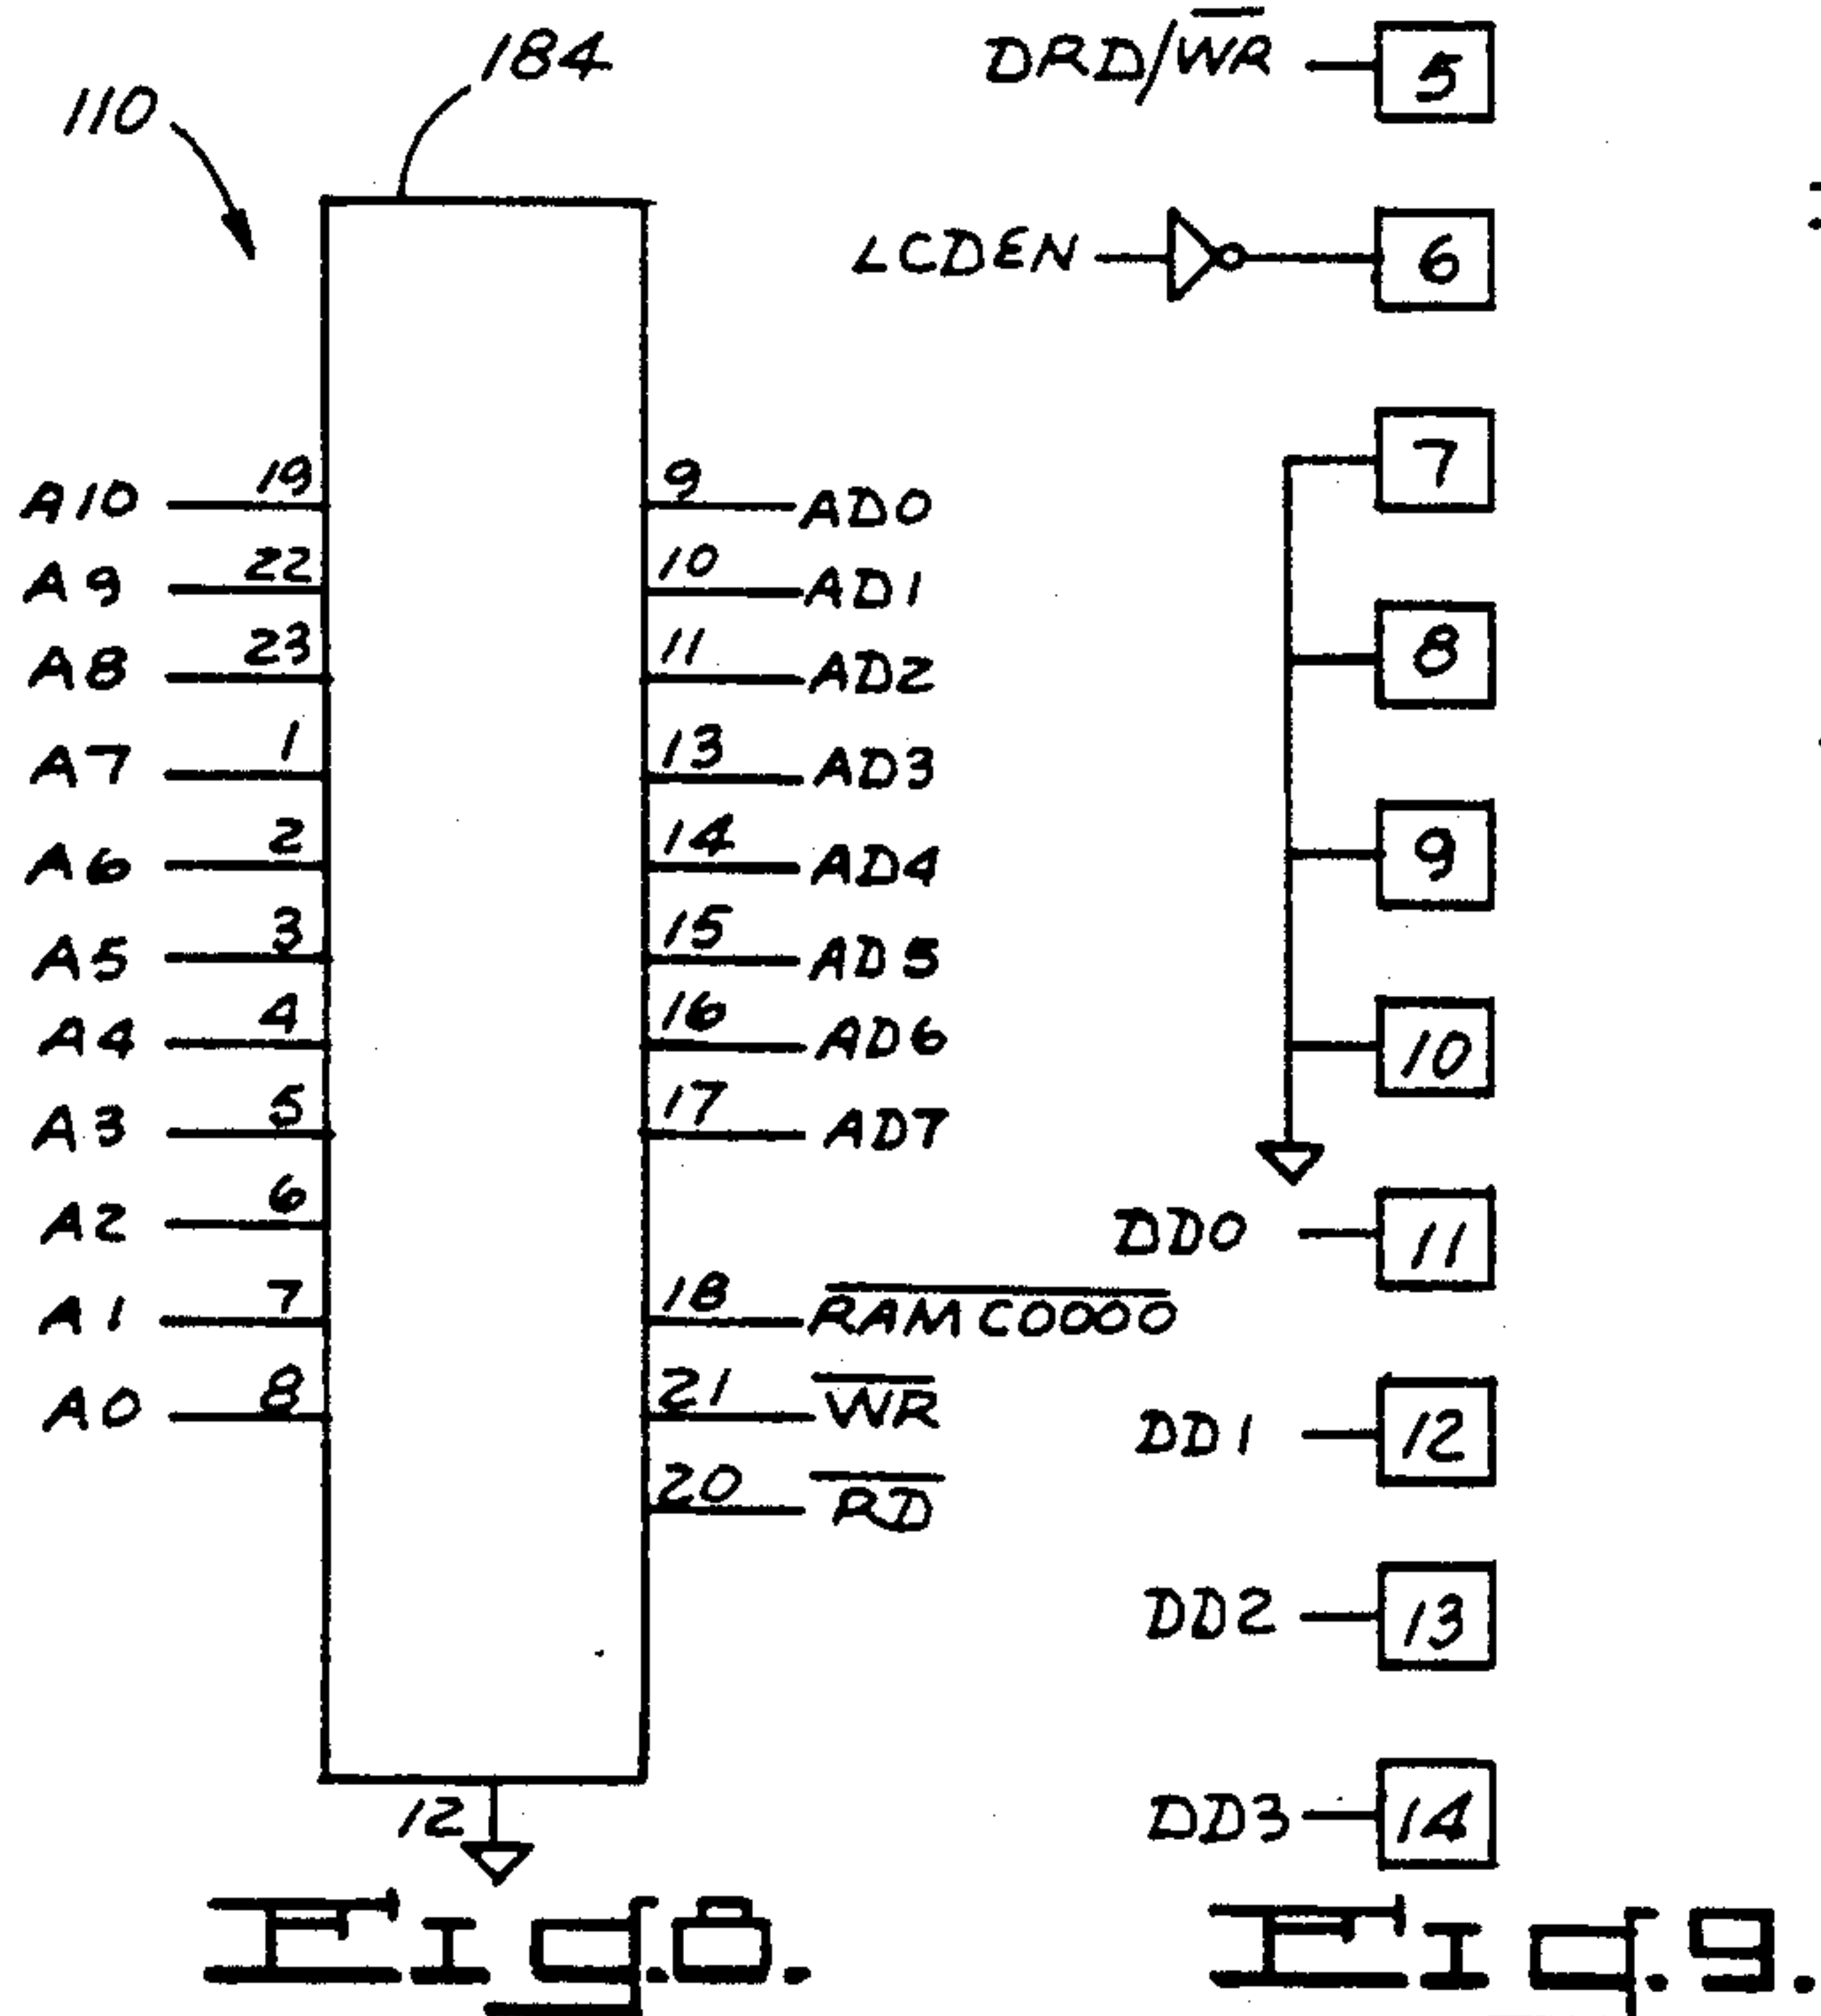 110
184
A10 19
A9 22
A8 23
A7 1
A6 2
A5 3
A4 4
A3 5
A2 6
A1 7
A0 8
9 AD0
10 AD1
11 AD2
13 AD3
14 AD4
15 AD5
16 AD6
17 AD7
18 RAMC0000
21 WR
20 RD
12
Fig.8.
DRD/WR 5
LCDEN 6
7
8
9
10
DD0 11
DD1 12
DD2 13
DD3 14
Fig.9.